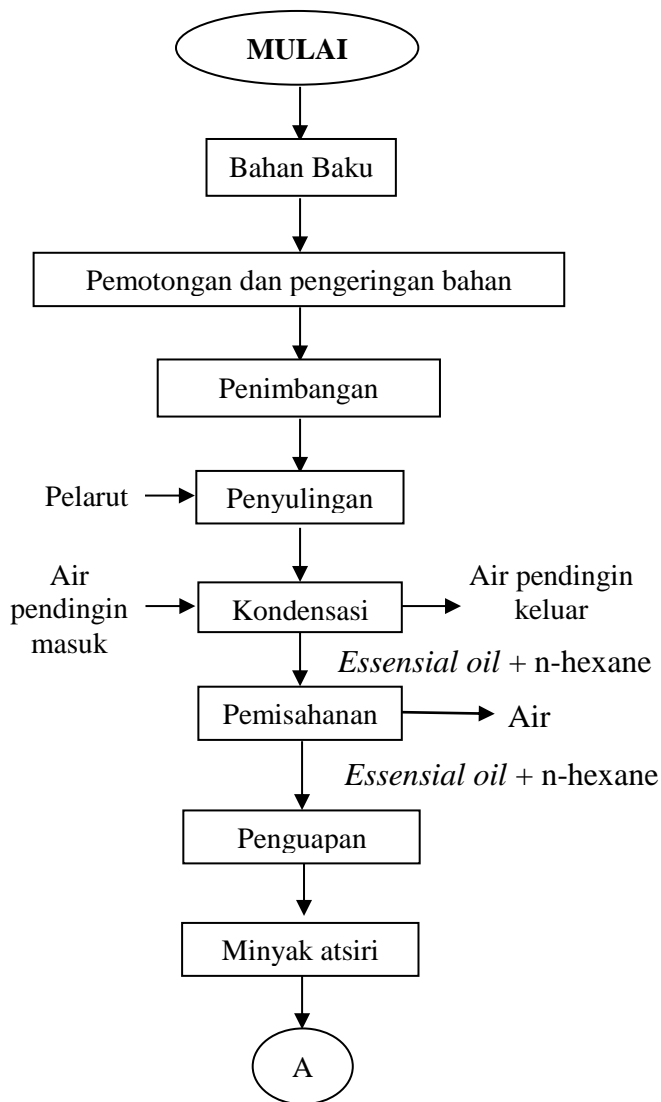 MULAI
Bahan Baku
Pemotongan dan pengeringan bahan
Penimbangan
Pelarut
Penyulingan
Air
pendingin
masuk
Kondensasi
Air pendingin
keluar
Essensial oil + n-hexane
Pemisahanan
Air
Essensial oil + n-hexane
Penguapan
Minyak atsiri
A